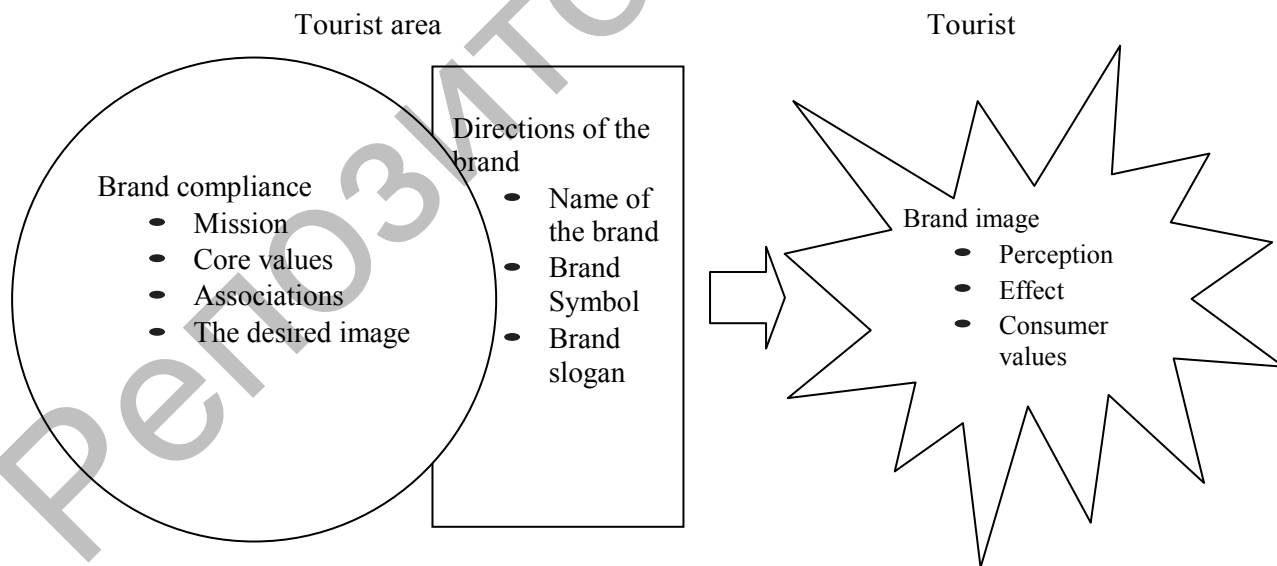 Tourist area
Tourist
Directions of the
brand
Name of
the brand
Brand
Symbol
Brand
slogan
Brand compliance
Mission
Core values
Associations
The desired image
Brand image
Perception
Effect
Consumer
values
Репозито